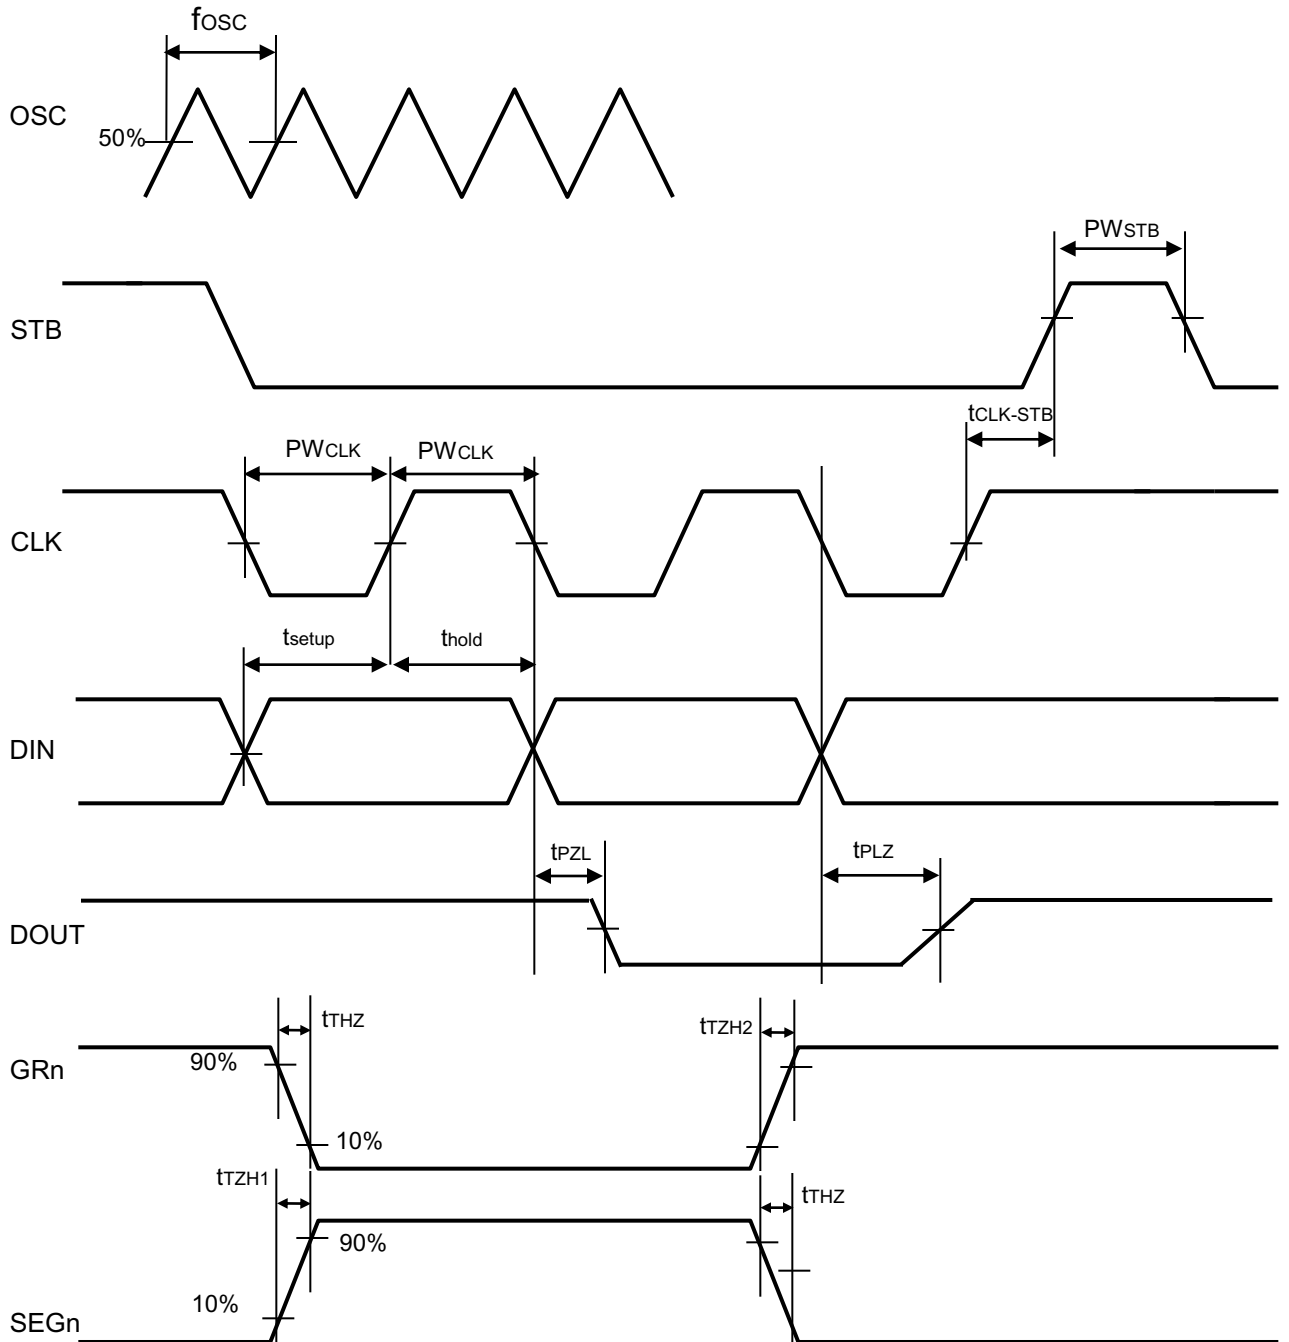 fOSC
OSC
50%
PWSTB
STB
tCLK-STB
PWCLK PWCLK
CLK
tsetup thold
DIN
tPZL tPLZ
DOUT
tTHZ tTZH2
90%
GRn
10%
tTZH1 tTHZ
90%
10%
SEGn